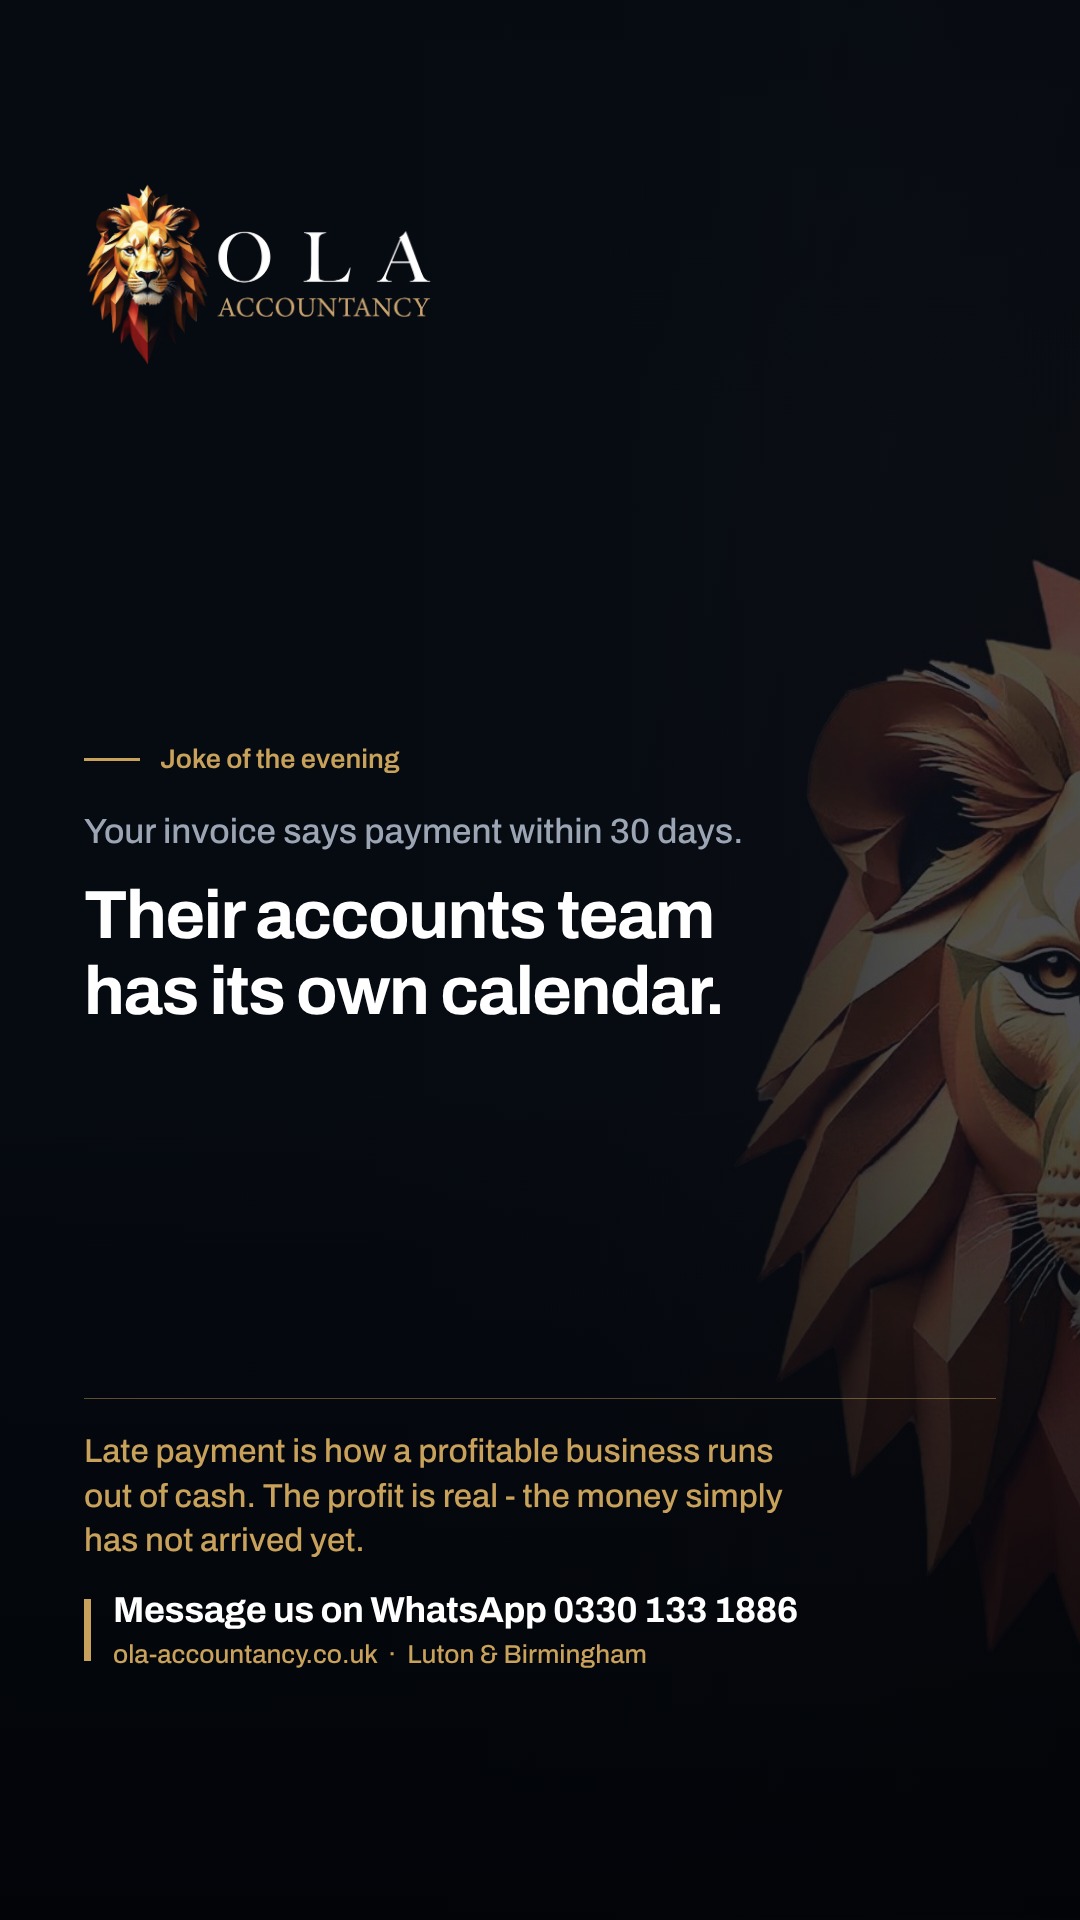 OLA
ACCOUNTANCY
Joke of the evening
Your invoice says payment within 30 days.
Their accounts team
has its own calendar.
Late payment is how a profitable business runs
out of cash. The profit is real - the money simply
has not arrived yet.
Message us on WhatsApp 0330 133 1886
ola-accountancy.co.uk · Luton & Birmingham